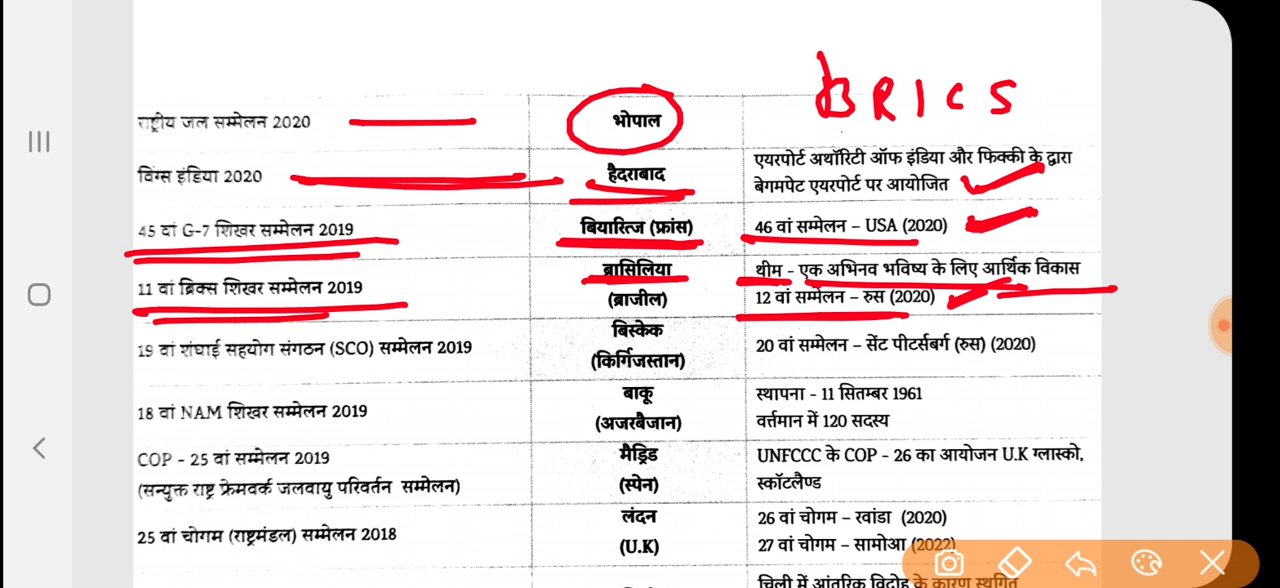 BRICS
राष्ट्रीय जल सम्मेलन 2020
भोपाल
विंग्स इंडिया 2020
हैदराबाद
एयरपोर्ट अथॉरिटी ऑफ इंडिया और फिक्की के द्वारा
बेगमपेट एयरपोर्ट पर आयोजित
45 वां G-7 शिखर सम्मेलन 2019
बियारित्ज (फ्रांस)
46 वां सम्मेलन – USA (2020)
11 वां ब्रिक्स शिखर सम्मेलन 2019
ब्रासिलिया
(ब्राजील)
थीम - एक अभिनव भविष्य के लिए आर्थिक विकास
12 वां सम्मेलन – रुस (2020)
19 वां शंघाई सहयोग संगठन (SCO) सम्मेलन 2019
बिस्केक
(किर्गिजस्तान)
20 वां सम्मेलन – सेंट पीटर्सबर्ग (रुस) (2020)
18 वां NAM शिखर सम्मेलन 2019
बाकू
(अजरबैजान)
स्थापना - 11 सितम्बर 1961
वर्त्तमान में 120 सदस्य
COP - 25 वां सम्मेलन 2019
(सन्युक्त राष्ट्र फ्रेमवर्क जलवायु परिवर्तन सम्मेलन)
मैड्रिड
(स्पेन)
UNFCCC के COP - 26 का आयोजन U.K ग्लास्को,
स्कॉटलैण्ड
25 वां चोगम (राष्ट्रमंडल) सम्मेलन 2018
लंदन
(U.K)
26 वां चोगम – रवांडा (2020)
27 वां चोगम – सामोआ (2022)
चिली में आंतरिक विद्रोह के कारण स्थगित